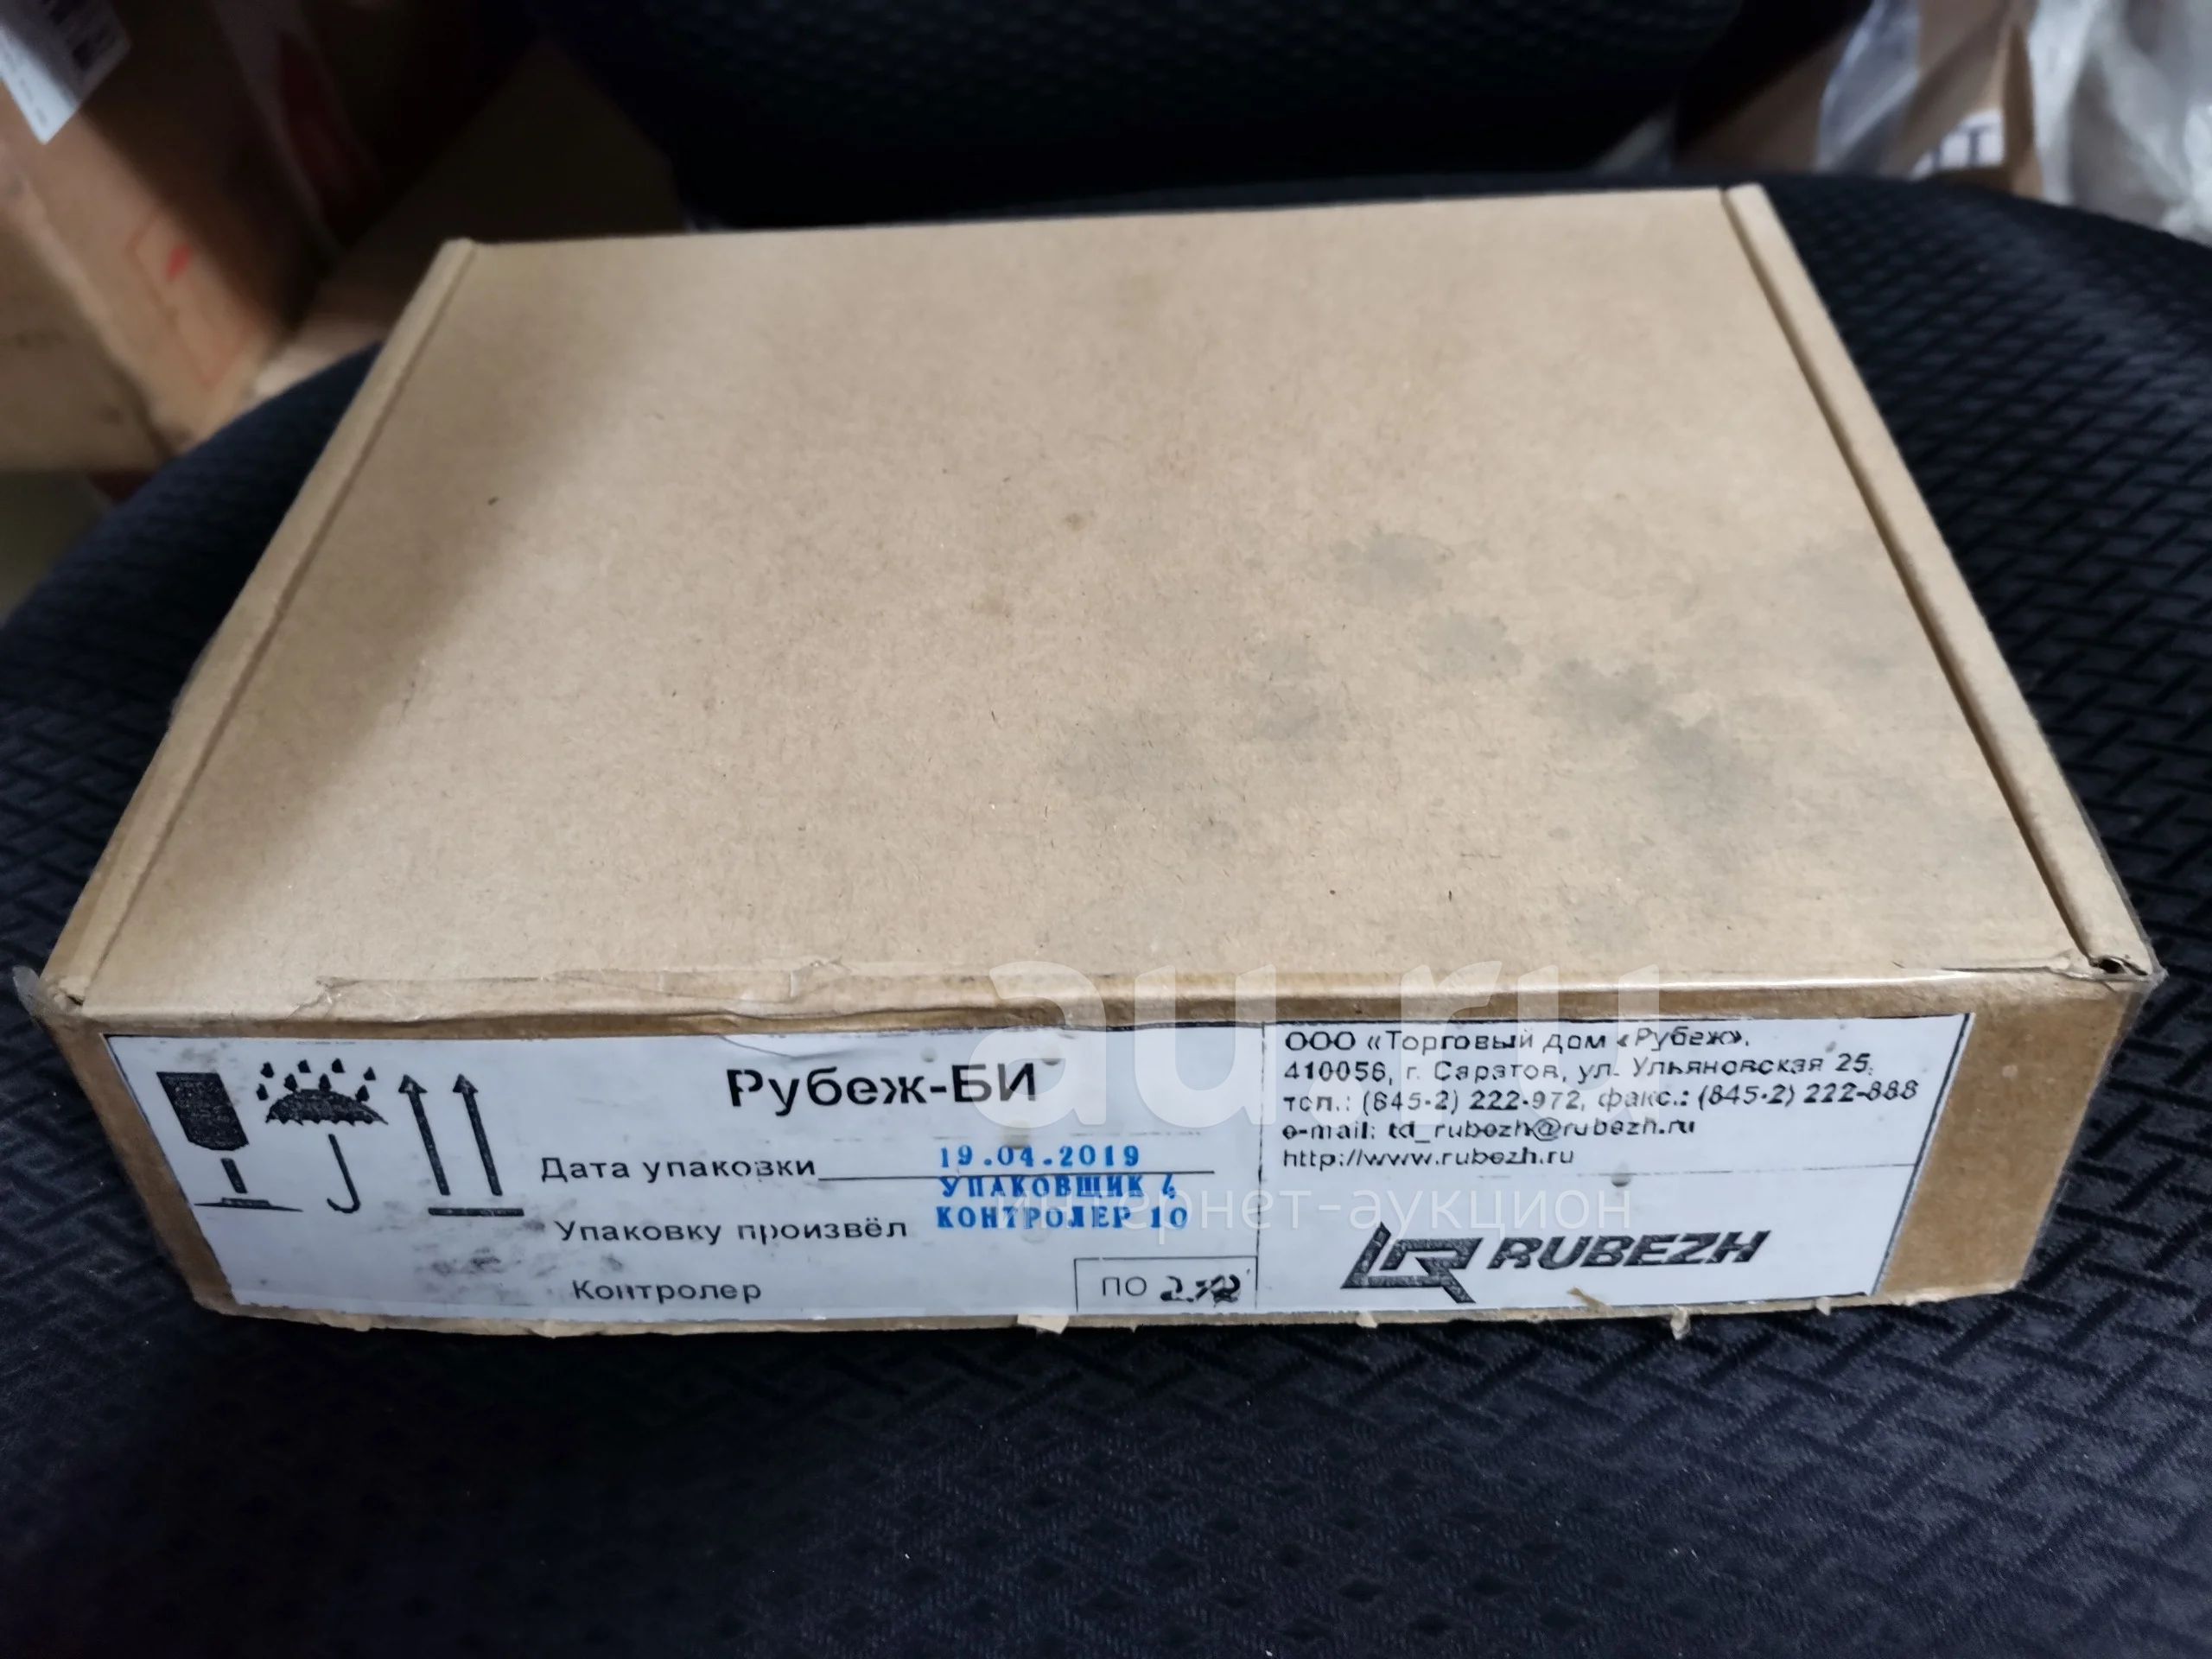 Рубеж-БИ
Дата упаковки 19.04.2019
УПАКОВЩИК 4
Упаковку произвёл КОНТРОЛЕР 10
Контролер
ПО
ООО «Торговый дом «Рубеж»,
410056, г. Саратов, ул. Ульяновская 25,
тел.: (845-2) 222-972, факс.: (845-2) 222-888
e-mail: td_rubezh@rubezh.ru
http://www.rubezh.ru
RUBEZH
au.ru
интернет-аукцион